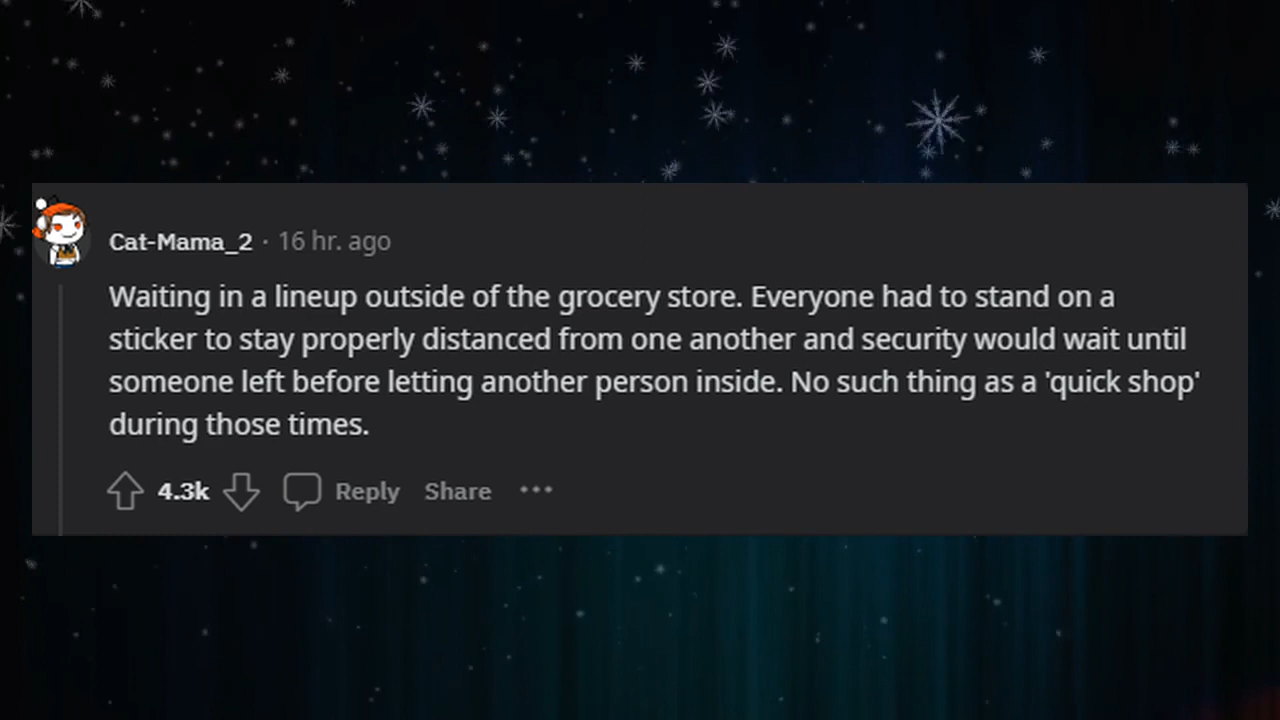 Cat-Mama_2 · 16 hr. ago
Waiting in a lineup outside of the grocery store. Everyone had to stand on a
sticker to stay properly distanced from one another and security would wait until
someone left before letting another person inside. No such thing as a 'quick shop'
during those times.
4.3k Reply Share ···